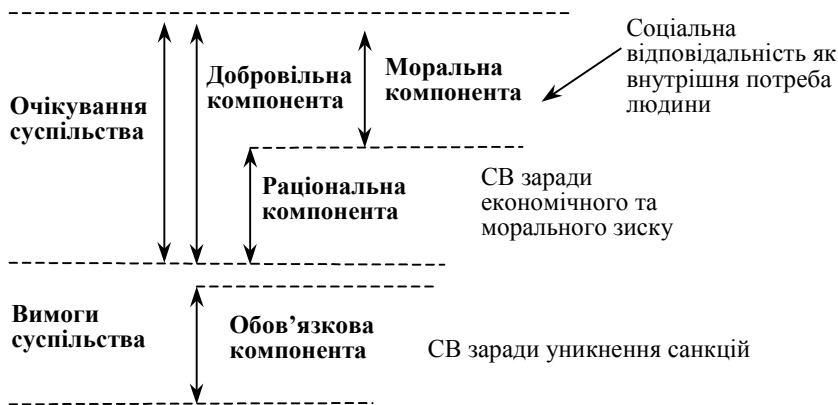 Очікування
суспільства
Добровільна
компонента
Моральна
компонента
Соціальна
відповідальність як
внутрішня потреба
людини
Раціональна
компонента
СВ заради
економічного та
морального зиску
Вимоги
суспільства
Обов’язкова
компонента
СВ заради уникнення санкцій